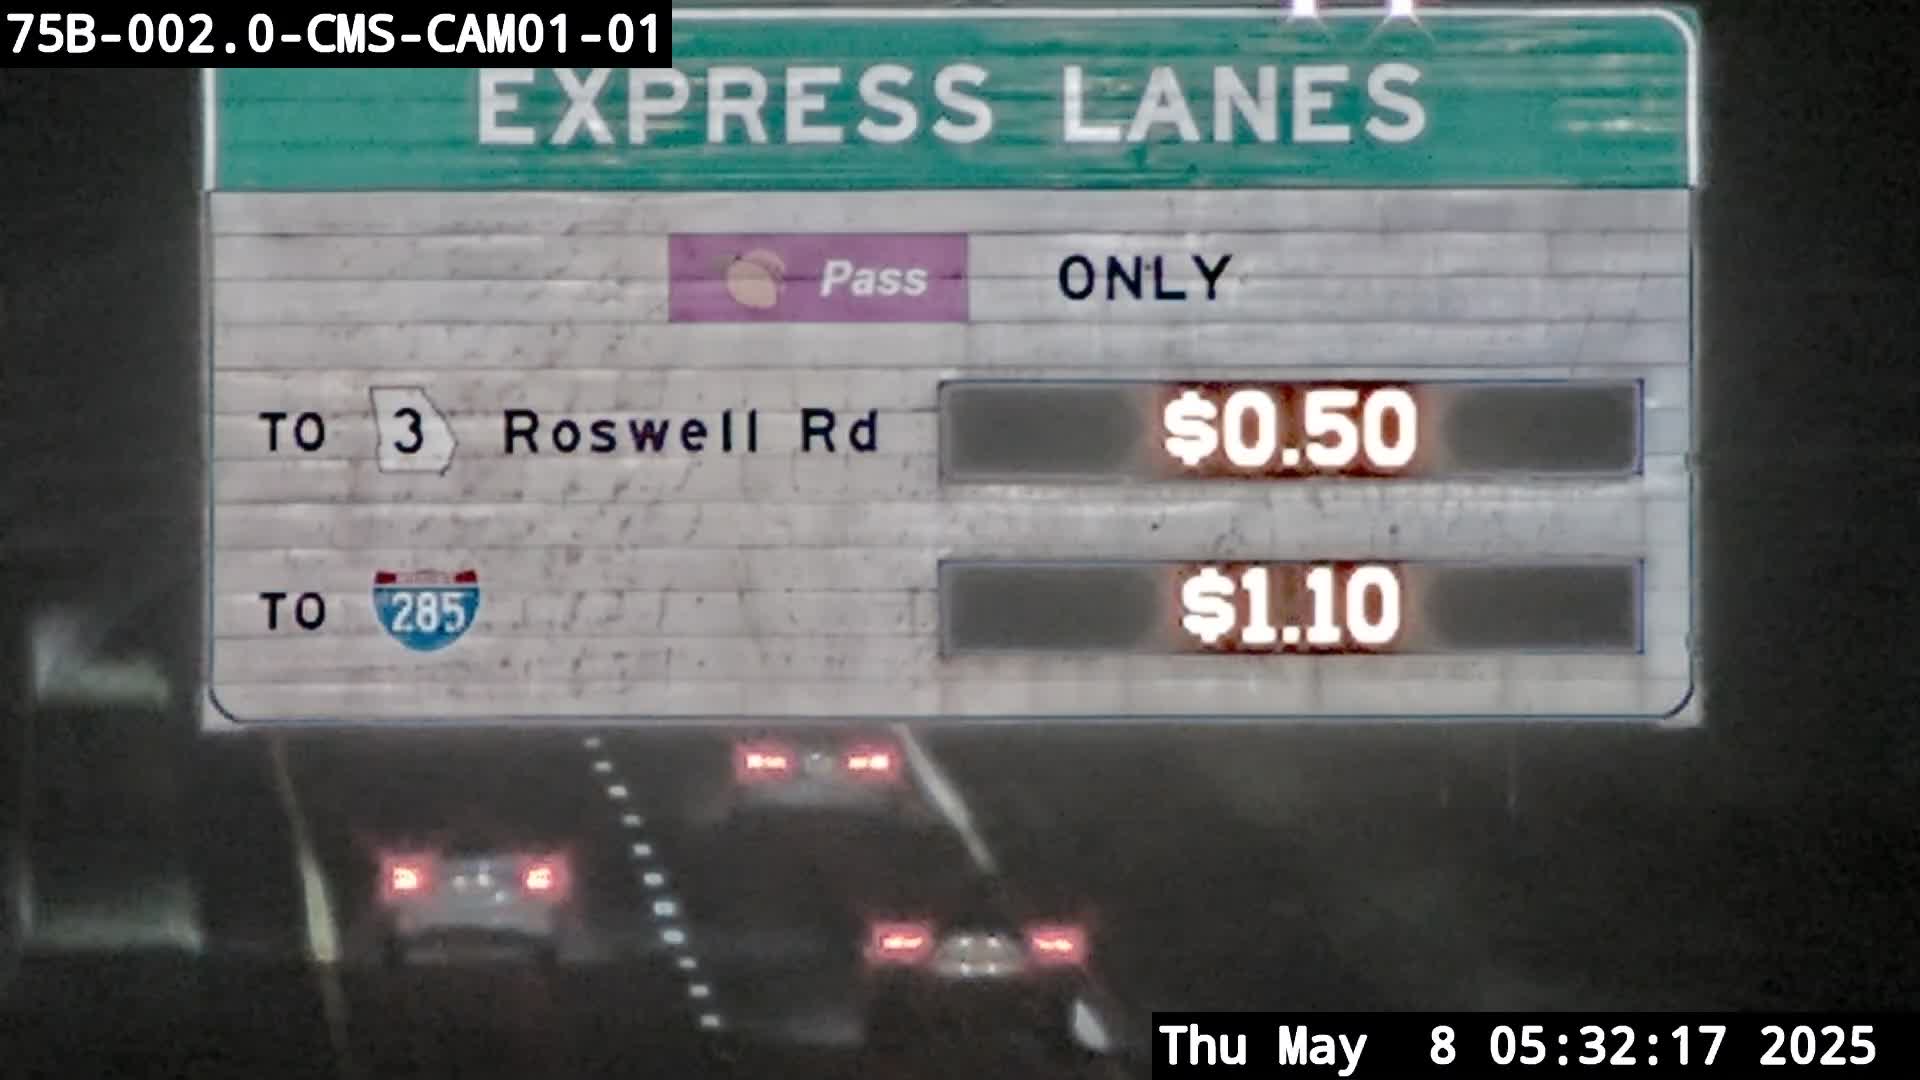 75B-002.0-CMS-CAM01-01
EXPRESS LANES
Pass ONLY
TO 3 Roswell Rd $0.50
TO 285 $1.10
Thu May 8 05:32:17 2025